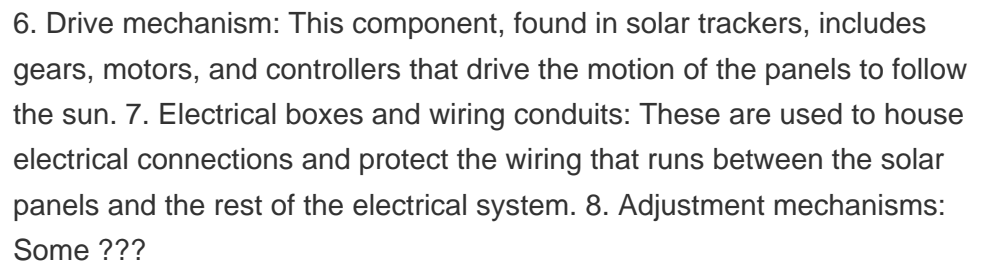 6. Drive mechanism: This component, found in solar trackers, includes
gears, motors, and controllers that drive the motion of the panels to follow
the sun. 7. Electrical boxes and wiring conduits: These are used to house
electrical connections and protect the wiring that runs between the solar
panels and the rest of the electrical system. 8. Adjustment mechanisms:
Some ???